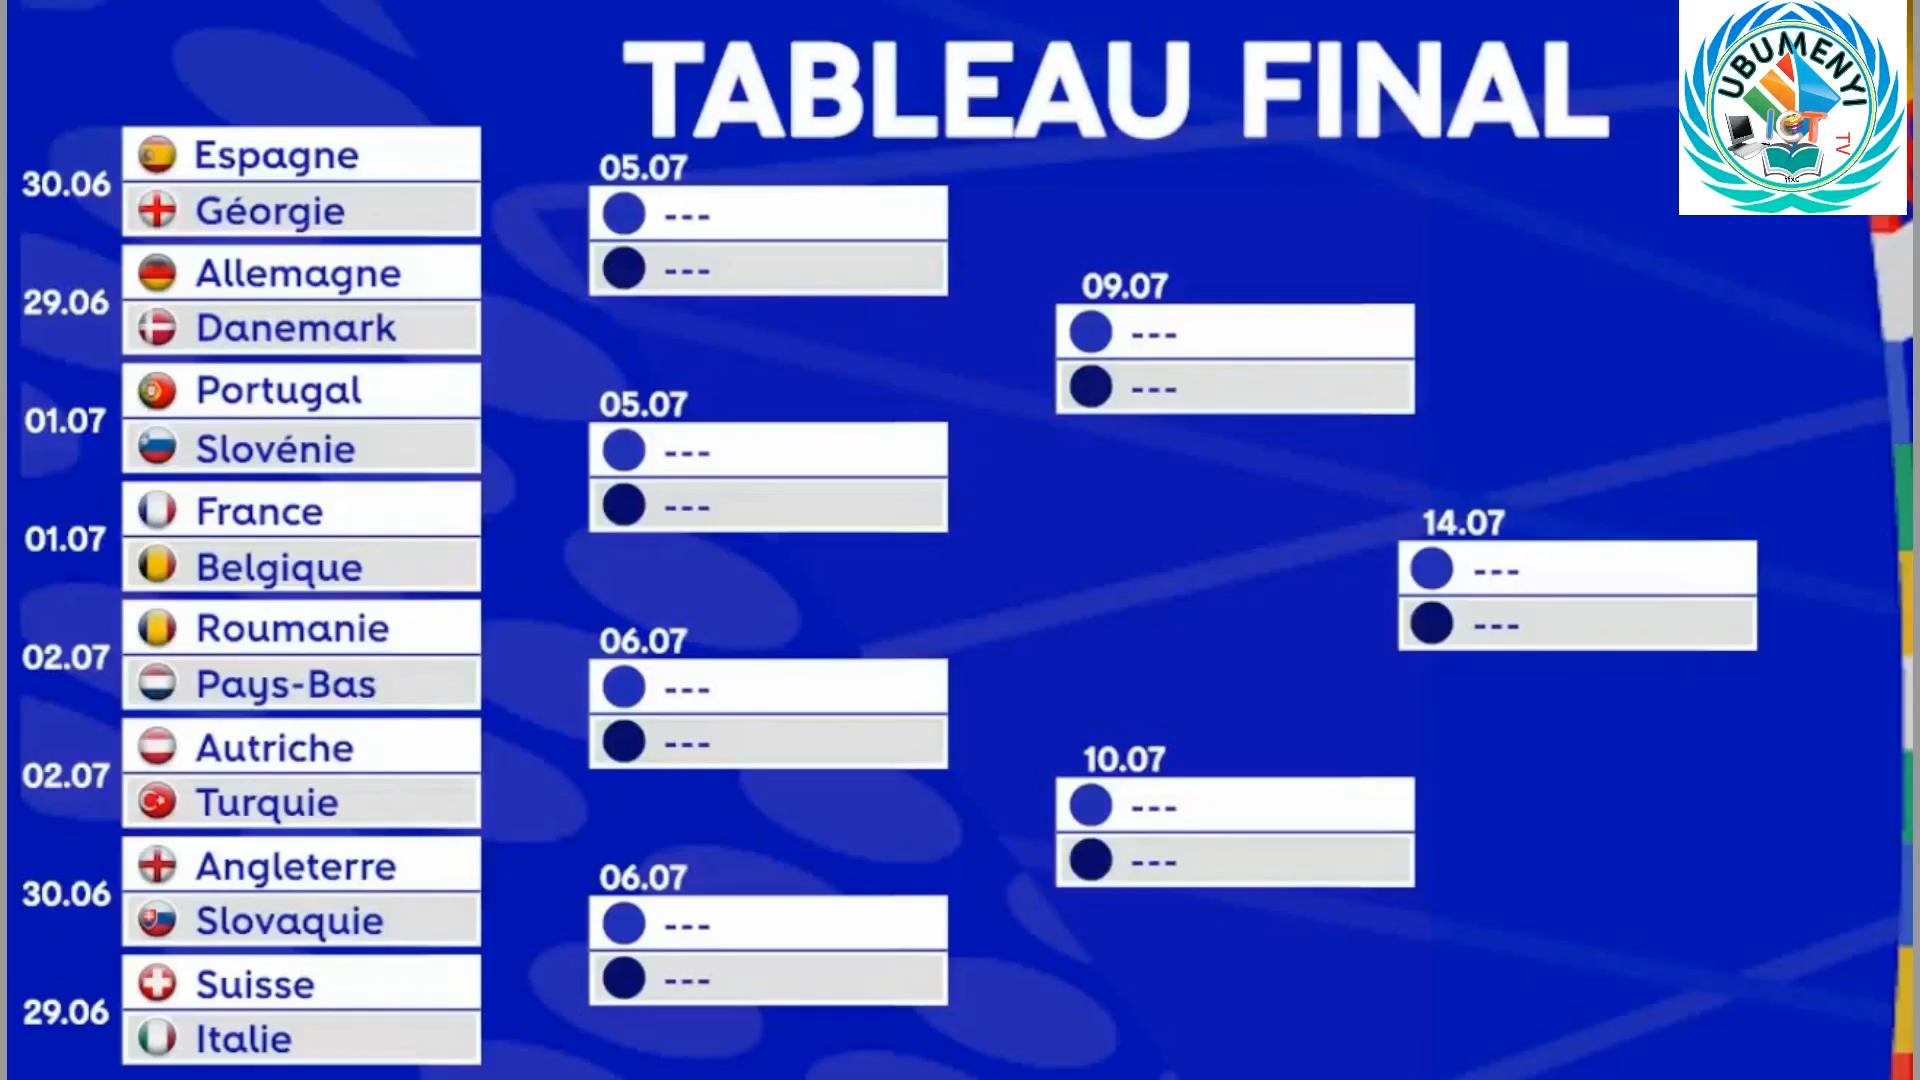 TABLEAU FINAL
UBUMENYI
ICT
TV
30.06
Espagne
Géorgie
29.06
Allemagne
Danemark
01.07
Portugal
Slovénie
01.07
France
Belgique
02.07
Roumanie
Pays-Bas
02.07
Autriche
Turquie
30.06
Angleterre
Slovaquie
29.06
Suisse
Italie
05.07
---
---
05.07
---
---
06.07
---
---
06.07
---
---
09.07
---
---
10.07
---
---
14.07
---
---